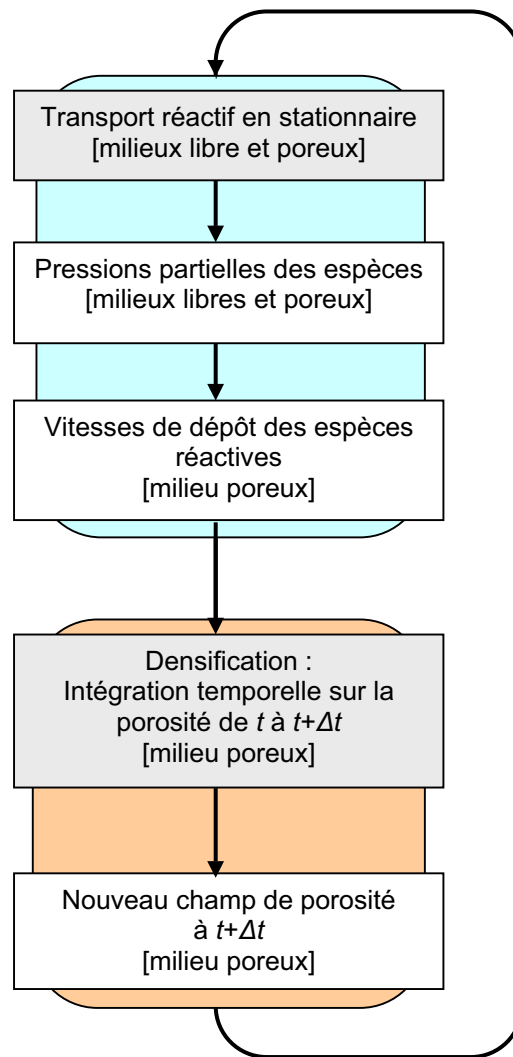 Transport réactif en stationnaire
[milieux libre et poreux]
Pressions partielles des espèces
[milieux libres et poreux]
Vitesses de dépôt des espèces
réactives
[milieu poreux]
Densification :
Intégration temporelle sur la
porosité de t à t+Δt
[milieu poreux]
Nouveau champ de porosité
à t+Δt
[milieu poreux]